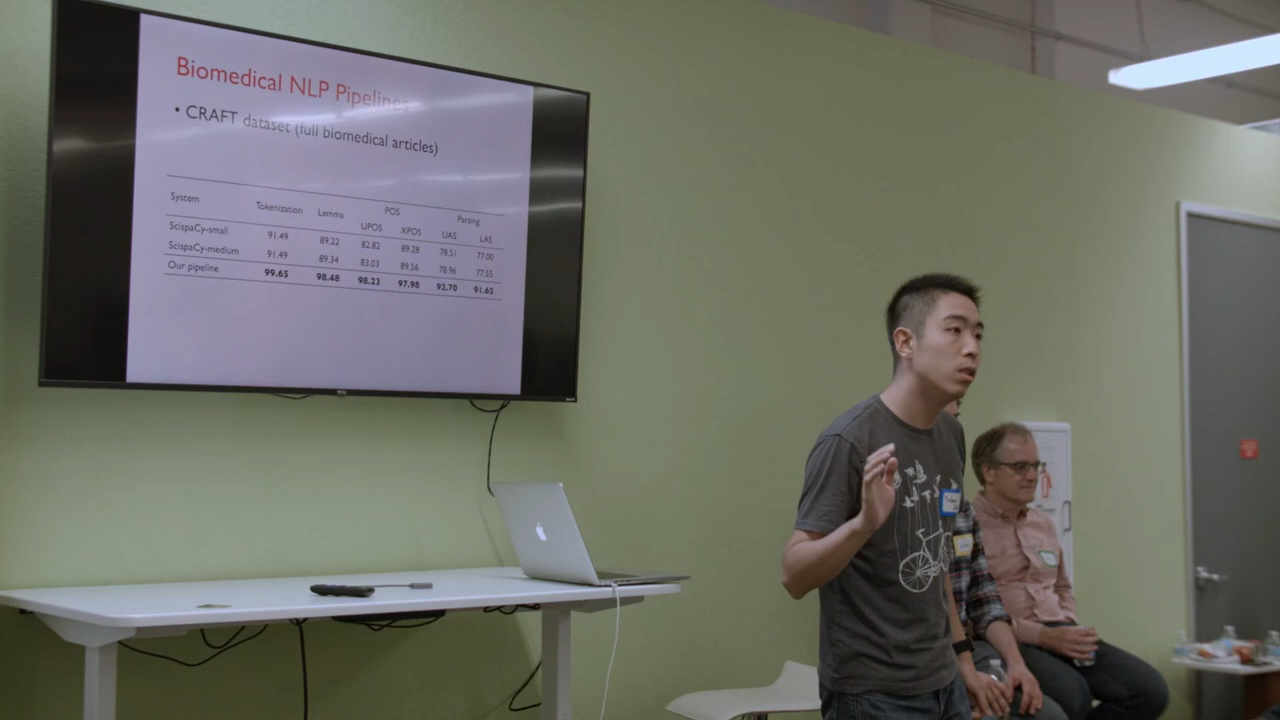 Biomedical NLP Pipelines
• CRAFT dataset (full biomedical articles)
System Tokenization Lemma POS Parsing
UPOS XPOS UAS LAS
ScispaCy-small 91.49 89.22 82.82 89.28 78.51 77.00
ScispaCy-medium 91.49 89.34 83.03 89.56 78.96 77.55
Our pipeline 99.65 98.48 98.23 97.98 92.70 91.65